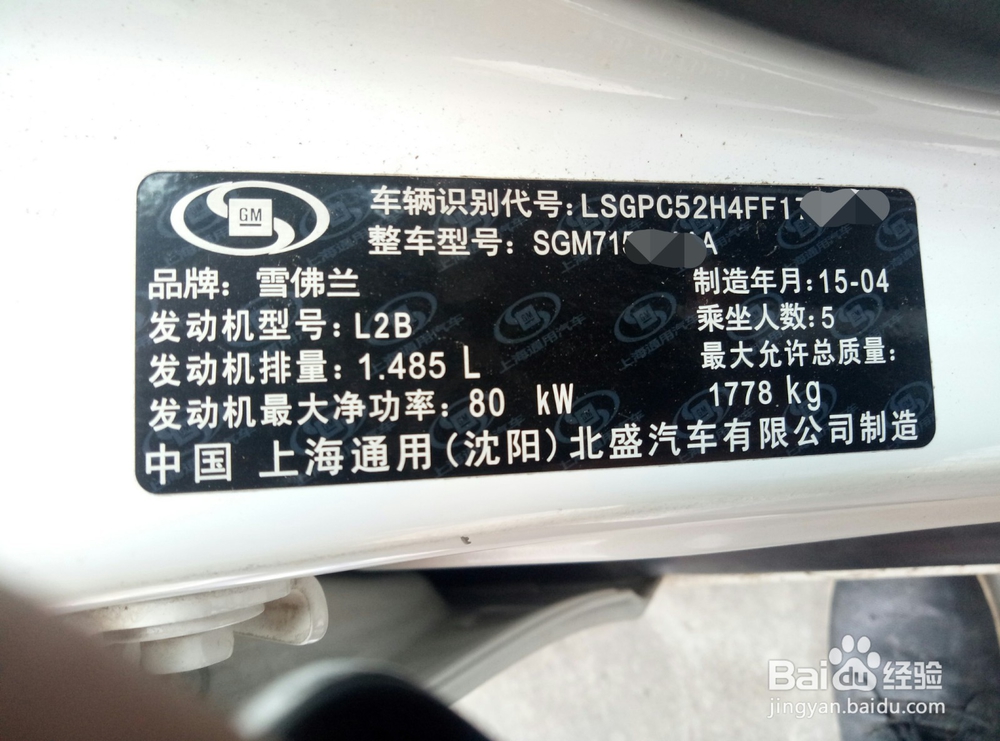 GM
车辆识别代号:LSGPC52H4FF1
整车型号: SGM715 A
品牌: 雪佛兰
制造年月:15-04
发动机型号:L2B
乘坐人数:5
发动机排量:1.485 L
最大允许总质量:
1778 kg
发动机最大净功率:80 kW
中国 上海通用(沈阳)北盛汽车有限公司制造
Baidu经验
jingyan.baidu.com